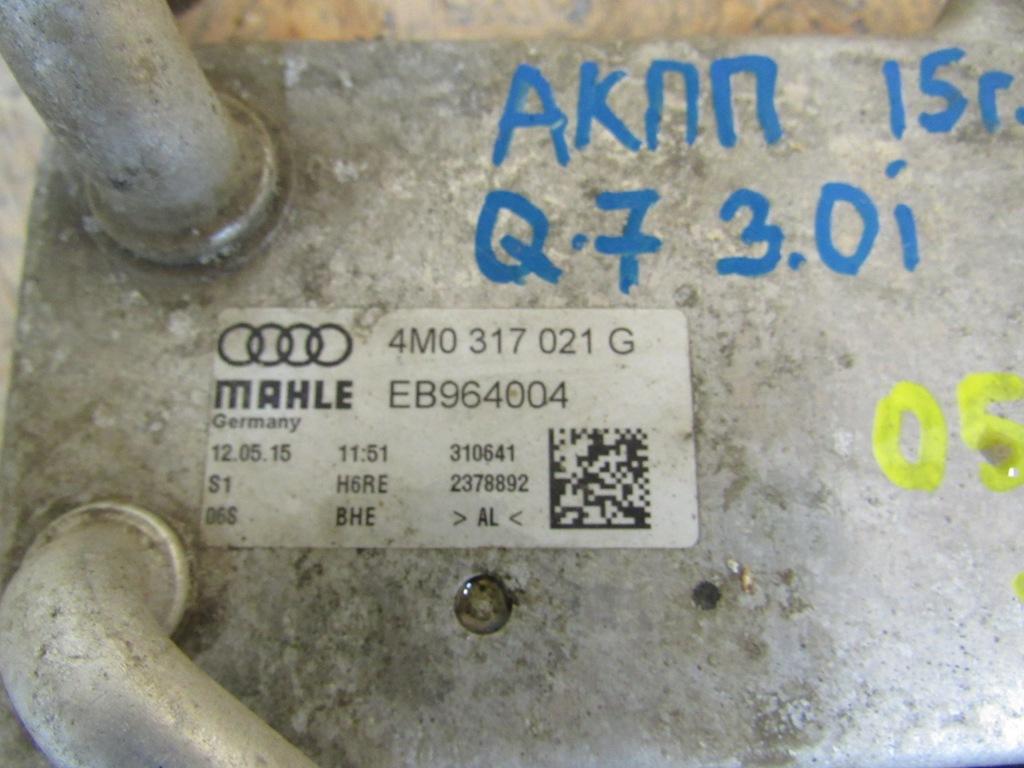 АКПП 15г.
Q-7 3.0i
4M0 317 021 G
MAHLE EB964004
Germany
12.05.15 11:51 310641
S1 H6RE 2378892
06S BHE > AL <
05